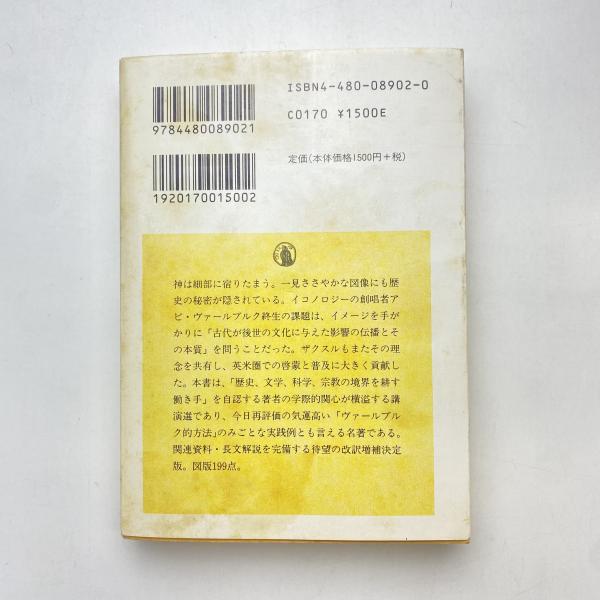 ISBN4-480-08902-0
C0170 ¥1500E
9784480089021
定価(本体価格1500円+税)
1920170015002
神は細部に宿りたまう。一見ささやかな図像にも歴
史の秘密が隠されている。イコノロジーの創唱者ア
ビ・ヴァールブルク終生の課題は、イメージを手が
かりに「古代が後世の文化に与えた影響の伝播とそ
の本質」を問うことだった。ザクスルもまたその理
念を共有し、英米圏での啓蒙と普及に大きく貢献し
た。本書は、「歴史、文学、科学、宗教の境界を耕す
働き手」を自認する著者の学際的関心が横溢する講
演選であり、今日再評価の気運高い「ヴァールブル
ク的方法」のみごとな実践例とも言える名著である。
関連資料・長文解説を完備する待望の改訳増補決定
版。図版199点。